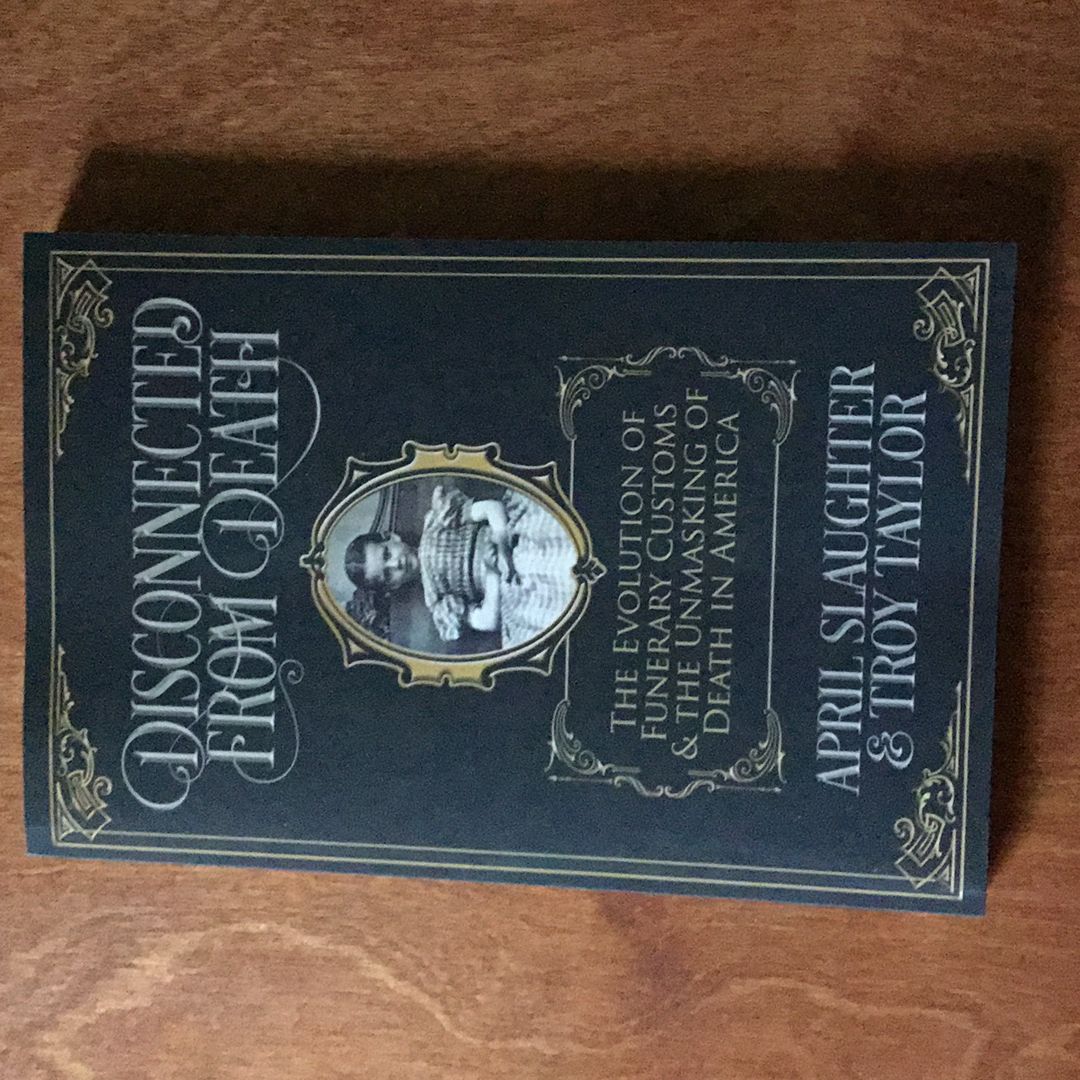 DISCONNECTED
FROM DEATH
THE EVOLUTION OF
FUNERARY CUSTOMS
& THE UNMASKING OF
DEATH IN AMERICA
APRIL SLAUGHTER
& TROY TAYLOR